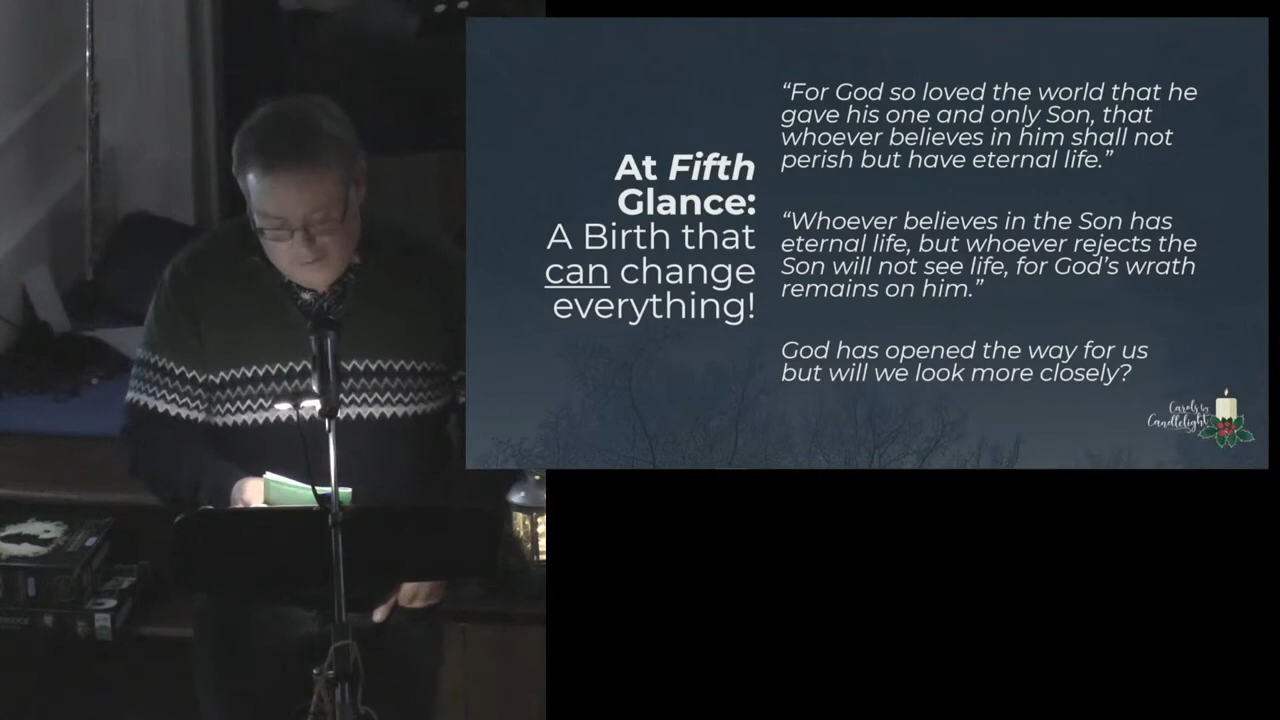 At Fifth
Glance:
A Birth that
can change
everything!
“For God so loved the world that he
gave his one and only Son, that
whoever believes in him shall not
perish but have eternal life.”
“Whoever believes in the Son has
eternal life, but whoever rejects the
Son will not see life, for God’s wrath
remains on him.”
God has opened the way for us
but will we look more closely?
Carols by
Candlelight